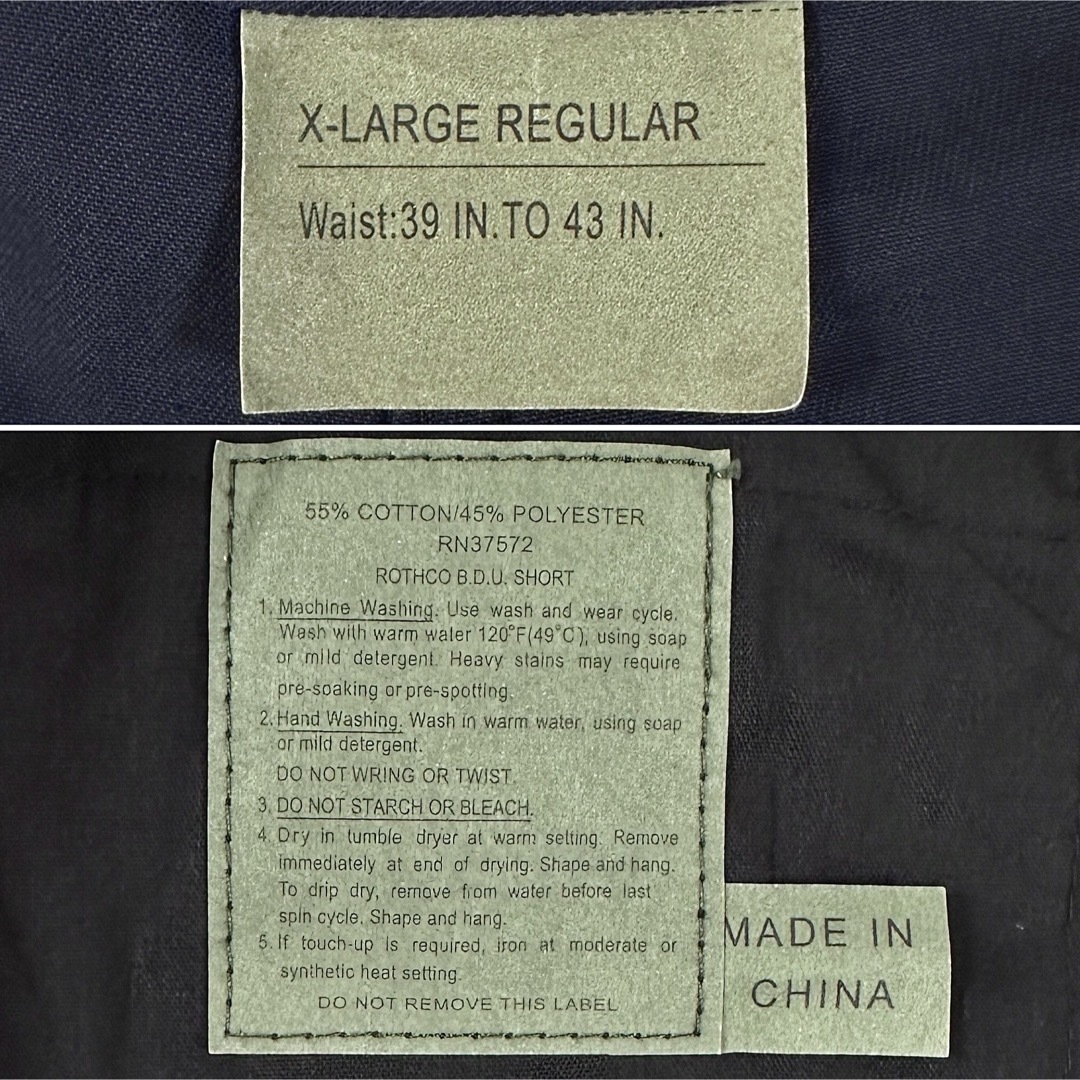 X-LARGE REGULAR
Waist:39 IN.TO 43 IN.
55% COTTON/45% POLYESTER
RN37572
ROTHCO B.D.U. SHORT
1. Machine Washing. Use wash and wear cycle.
Wash with warm water 120°F(49°C), using soap
or mild detergent. Heavy stains may require
pre-soaking or pre-spotting.
2. Hand Washing. Wash in warm water, using soap
or mild detergent.
DO NOT WRING OR TWIST.
3. DO NOT STARCH OR BLEACH.
4. Dry in tumble dryer at warm setting. Remove
immediately at end of drying. Shape and hang.
To drip dry, remove from water before last
spin cycle. Shape and hang.
5. If touch-up is required, iron at moderate or
synthetic heat setting.
DO NOT REMOVE THIS LABEL
MADE IN
CHINA